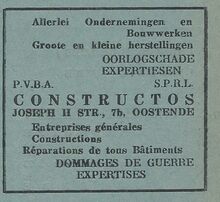 Allerlei Ondernemingen en
Bouwwerken
Groote en kleine herstellingen
OORLOGSCHADE
EXPERTIESEN
P.V.B.A. S.P.R.L.
CONSTRUCTOS
JOSEPH II STR., 7b, OOSTENDE
Entreprises générales
Constructions
Réparations de tous Bâtiments
DOMMAGES DE GUERRE
EXPERTISES